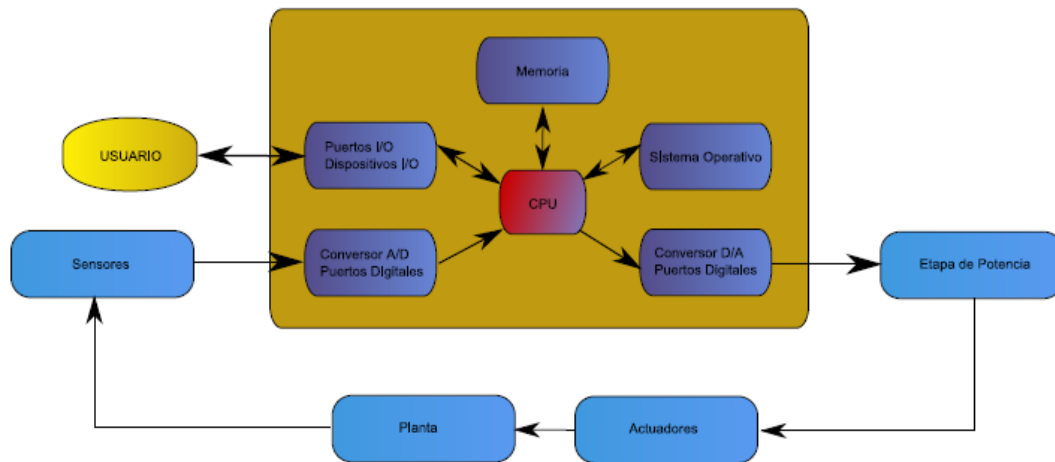 Memoria
USUARIO
Puertos I/O
Dispositivos I/O
Sistema Operativo
CPU
Sensores
Conversor A/D
Puertos DIgitales
Conversor D/A
Puertos Digitales
Etapa de Potencia
Planta
Actuadores